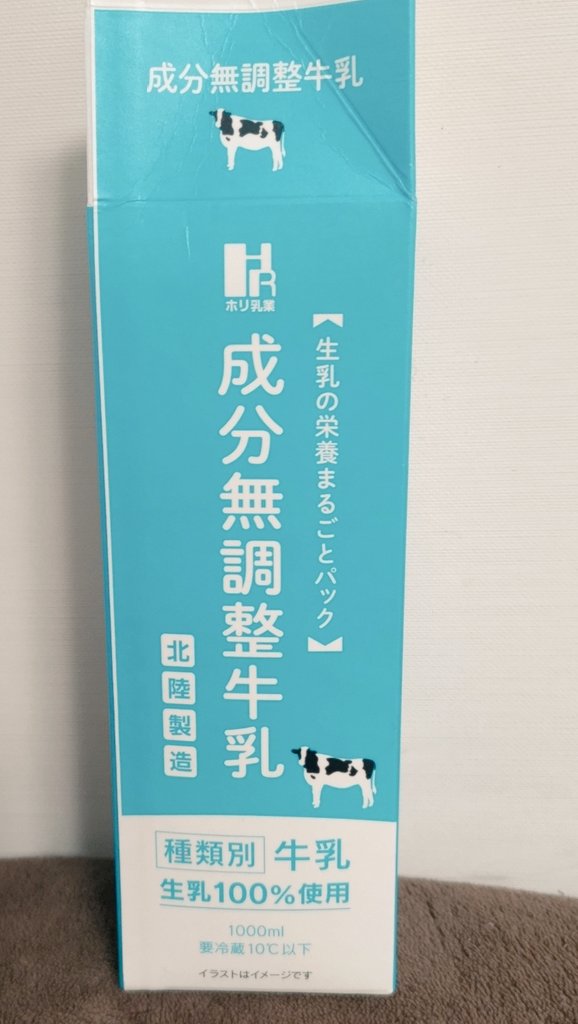 成分無調整牛乳
HR
ホリ乳業
【生乳の栄養まるごとパック】
成分無調整牛乳
北陸製造
種類別 牛乳
生乳100%使用
1000ml
要冷蔵10℃以下
イラストはイメージです